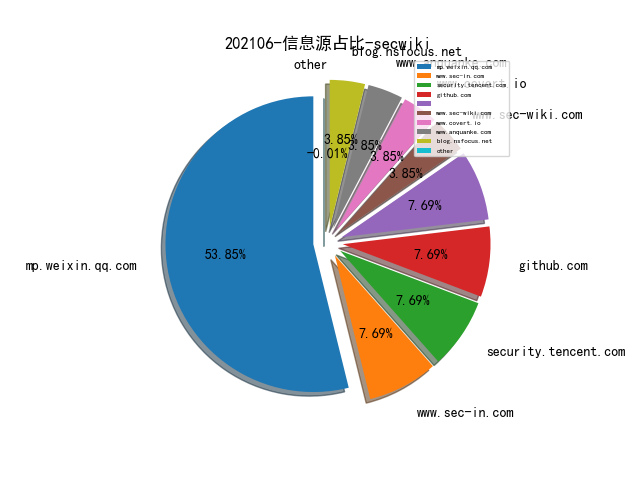 202106-信息源占比-secwiki
blog.nsfocus.net
other
www.anquanke.com
www.covert.io
www.sec-wiki.com
mp.weixin.qq.com
github.com
security.tencent.com
www.sec-in.com
3.85%
-0.01%
3.85%
3.85%
3.85%
7.69%
53.85%
7.69%
7.69%
7.69%
mp.weixin.qq.com
www.sec-in.com
security.tencent.com
github.com
www.sec-wiki.com
www.covert.io
www.anquanke.com
blog.nsfocus.net
other